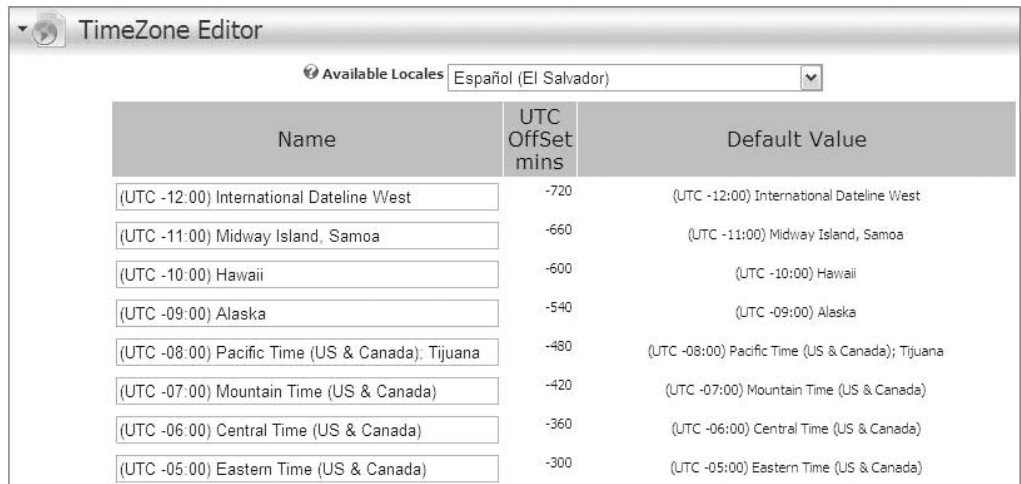 TimeZone Editor
Available Locales Español (El Salvador)
Name UTC OffSet mins Default Value
(UTC -12:00) International Dateline West -720 (UTC -12:00) International Dateline West
(UTC -11:00) Midway Island, Samoa -660 (UTC -11:00) Midway Island, Samoa
(UTC -10:00) Hawaii -600 (UTC -10:00) Hawaii
(UTC -09:00) Alaska -540 (UTC -09:00) Alaska
(UTC -08:00) Pacific Time (US & Canada); Tijuana -480 (UTC -08:00) Pacific Time (US & Canada); Tijuana
(UTC -07:00) Mountain Time (US & Canada) -420 (UTC -07:00) Mountain Time (US & Canada)
(UTC -06:00) Central Time (US & Canada) -360 (UTC -06:00) Central Time (US & Canada)
(UTC -05:00) Eastern Time (US & Canada) -300 (UTC -05:00) Eastern Time (US & Canada)